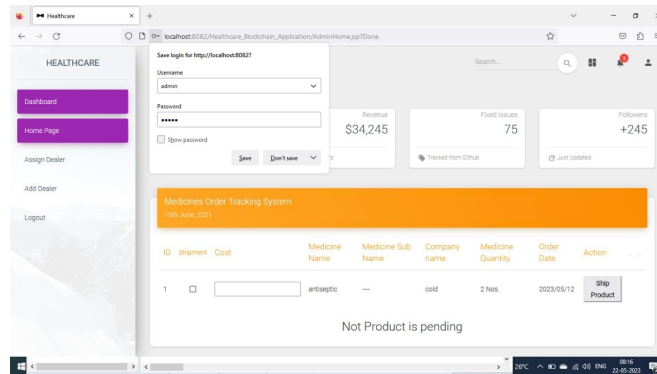 Healthcare
localhost:8082/Healthcare_Blockchain_Application/AdminHome.jsp?Done
HEALTHCARE
Dashboard
Home Page
Assign Dealer
Add Dealer
Logout
Save login for http://localhost:8082?
Username
admin
Password
•••••
Show password
Save Don't save
Search...
Revenue
$34,245
Fixed Issues
75
Tracked from Github
Followers
+245
Just Updated
Medicines Order Tracking System
15th June, 2021
ID Shipment Cost Medicine Name Medicine Sub Name Company name Medicine Quantity Order Date Action
1 antiseptic --- cold 2 Nos. 2023/05/12 Ship Product
Not Product is pending
26°C ENG 08:16
22-05-2023